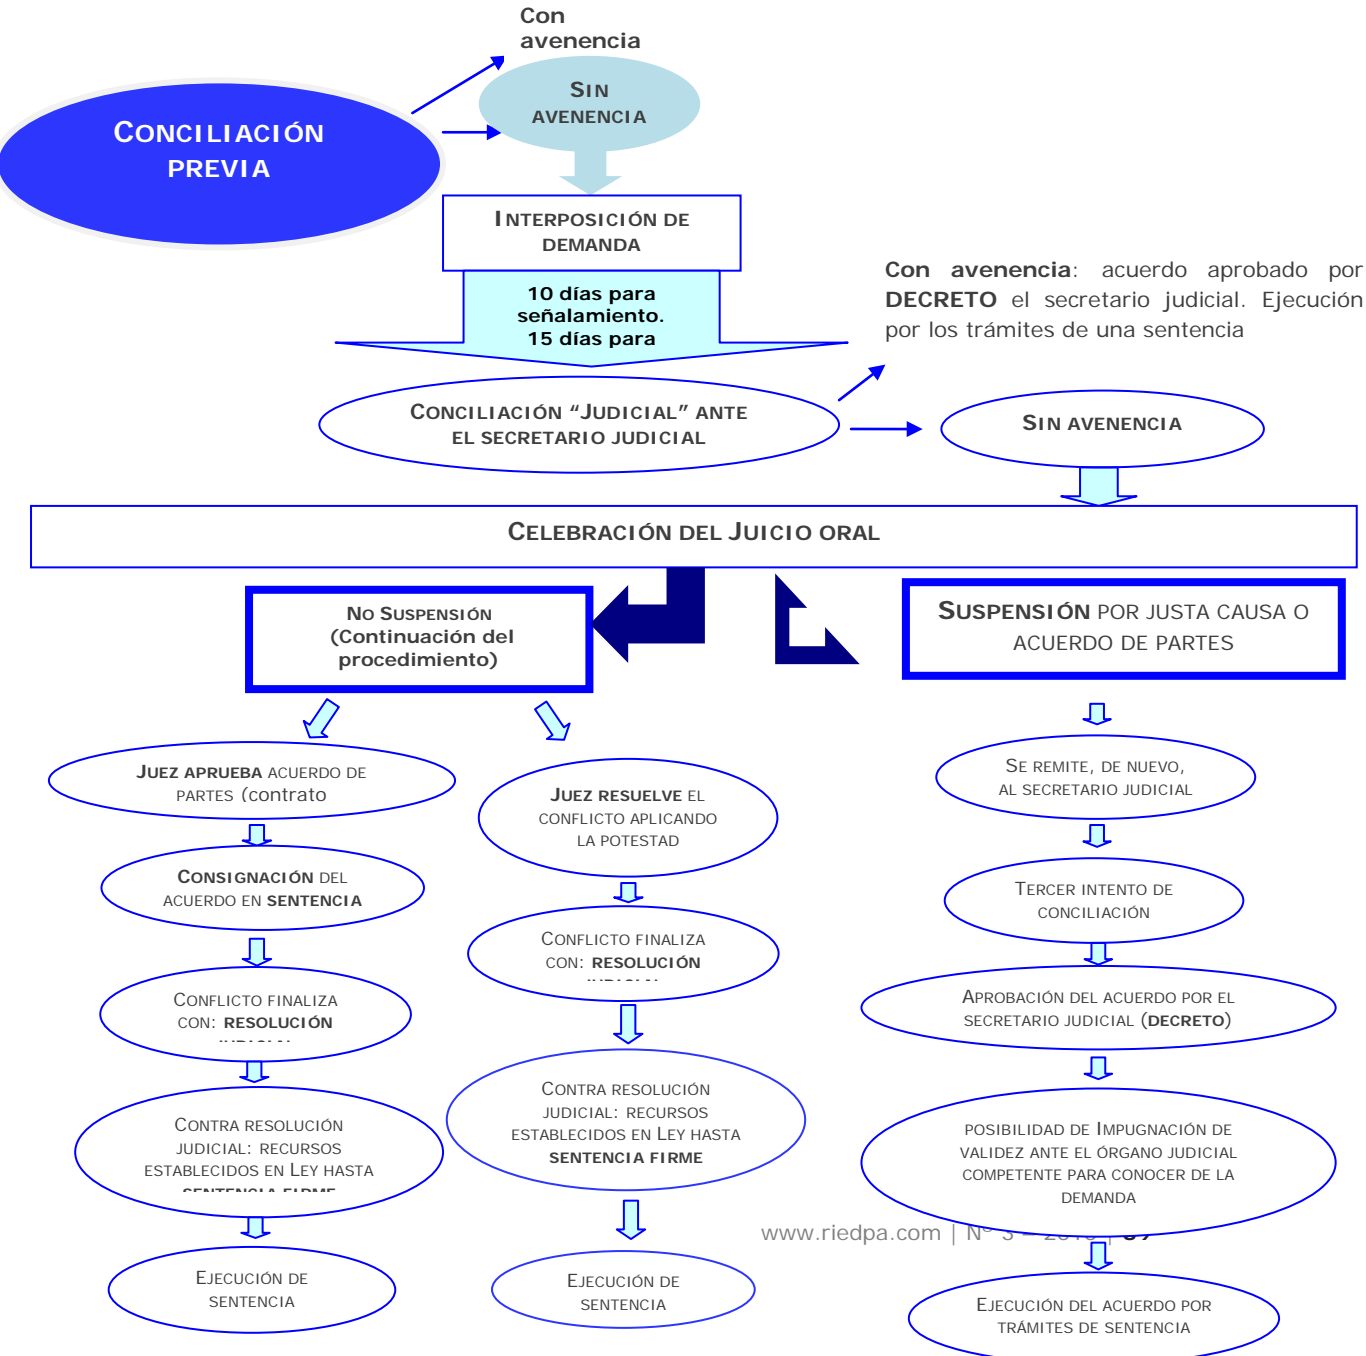 Con
avenencia
SIN
AVENENCIA
CONCILIACIÓN
PREVIA
INTERPOSICIÓN DE
DEMANDA
10 días para
señalamiento.
15 días para
Con avenencia: acuerdo aprobado por
DECRETO el secretario judicial. Ejecución
por los trámites de una sentencia
CONCILIACIÓN “JUDICIAL” ANTE
EL SECRETARIO JUDICIAL
SIN AVENENCIA
CELEBRACIÓN DEL JUICIO ORAL
NO SUSPENSIÓN
(Continuación del
procedimiento)
SUSPENSIÓN POR JUSTA CAUSA O
ACUERDO DE PARTES
JUEZ APRUEBA ACUERDO DE
PARTES (contrato
CONSIGNACIÓN DEL
ACUERDO EN SENTENCIA
CONFLICTO FINALIZA
CON: RESOLUCIÓN
CONTRA RESOLUCIÓN
JUDICIAL: RECURSOS
ESTABLECIDOS EN LEY HASTA
SENTENCIA FIRME
EJECUCIÓN DE
SENTENCIA
JUEZ RESUELVE EL
CONFLICTO APLICANDO
LA POTESTAD
CONFLICTO FINALIZA
CON: RESOLUCIÓN
CONTRA RESOLUCIÓN
JUDICIAL: RECURSOS
ESTABLECIDOS EN LEY HASTA
SENTENCIA FIRME
EJECUCIÓN DE
SENTENCIA
SE REMITE, DE NUEVO,
AL SECRETARIO JUDICIAL
TERCER INTENTO DE
CONCILIACIÓN
APROBACIÓN DEL ACUERDO POR EL
SECRETARIO JUDICIAL (DECRETO)
POSIBILIDAD DE IMPUGNACIÓN DE
VALIDEZ ANTE EL ÓRGANO JUDICIAL
COMPETENTE PARA CONOCER DE LA
DEMANDA
www.riedpa.com | Nº 3 –
EJECUCIÓN DEL ACUERDO POR
TRÁMITES DE SENTENCIA